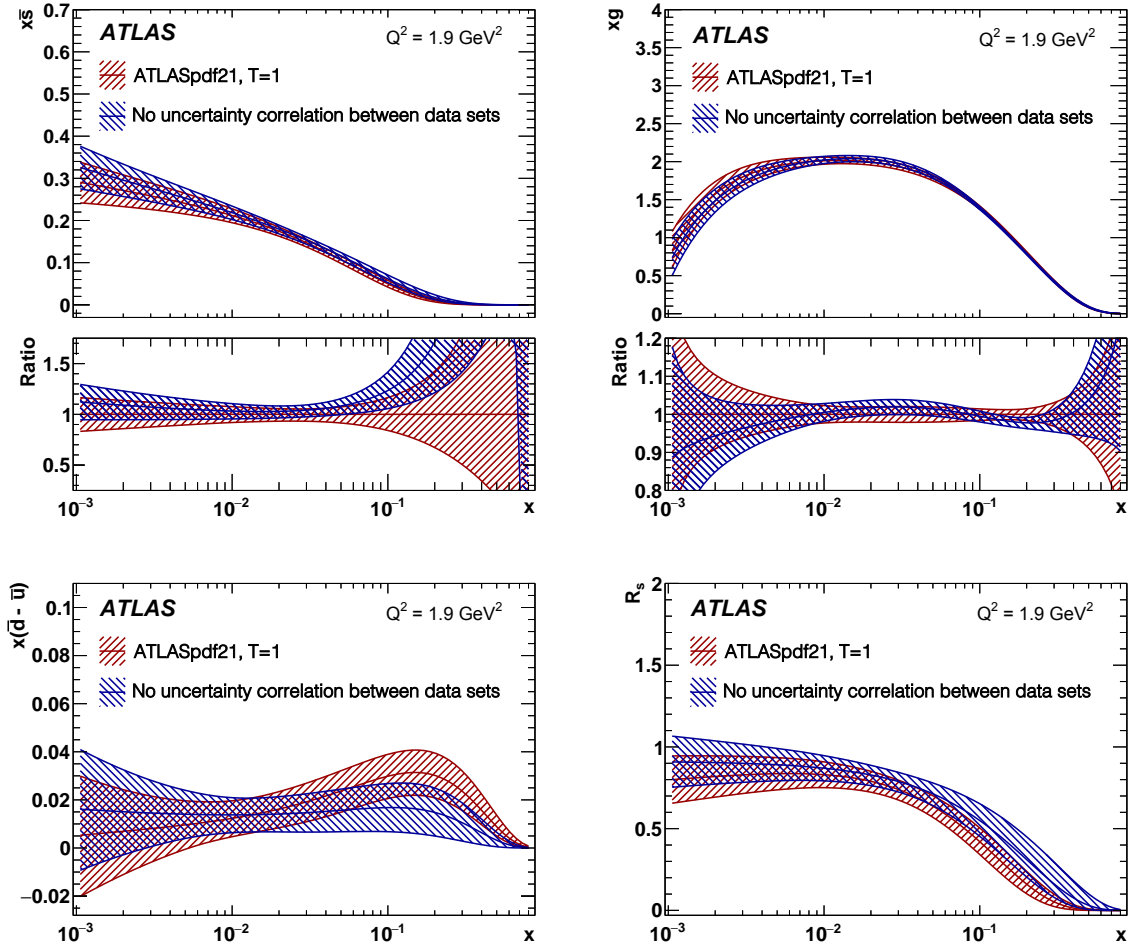 xs̅
0.7
0.6
0.5
0.4
0.3
0.2
0.1
0
ATLAS
Q² = 1.9 GeV²
ATLASpdf21, T=1
No uncertainty correlation between data sets
Ratio
1.5
1
0.5
10⁻³ 10⁻² 10⁻¹ x
xg
4
3.5
3
2.5
2
1.5
1
0.5
0
ATLAS
Q² = 1.9 GeV²
ATLASpdf21, T=1
No uncertainty correlation between data sets
Ratio
1.2
1.1
1
0.9
0.8
10⁻³ 10⁻² 10⁻¹ x
x(d̅ - u̅)
0.1
0.08
0.06
0.04
0.02
0
−0.02
ATLAS
Q² = 1.9 GeV²
ATLASpdf21, T=1
No uncertainty correlation between data sets
10⁻³ 10⁻² 10⁻¹ x
Rₛ
2
1.5
1
0.5
0
ATLAS
Q² = 1.9 GeV²
ATLASpdf21, T=1
No uncertainty correlation between data sets
10⁻³ 10⁻² 10⁻¹ x